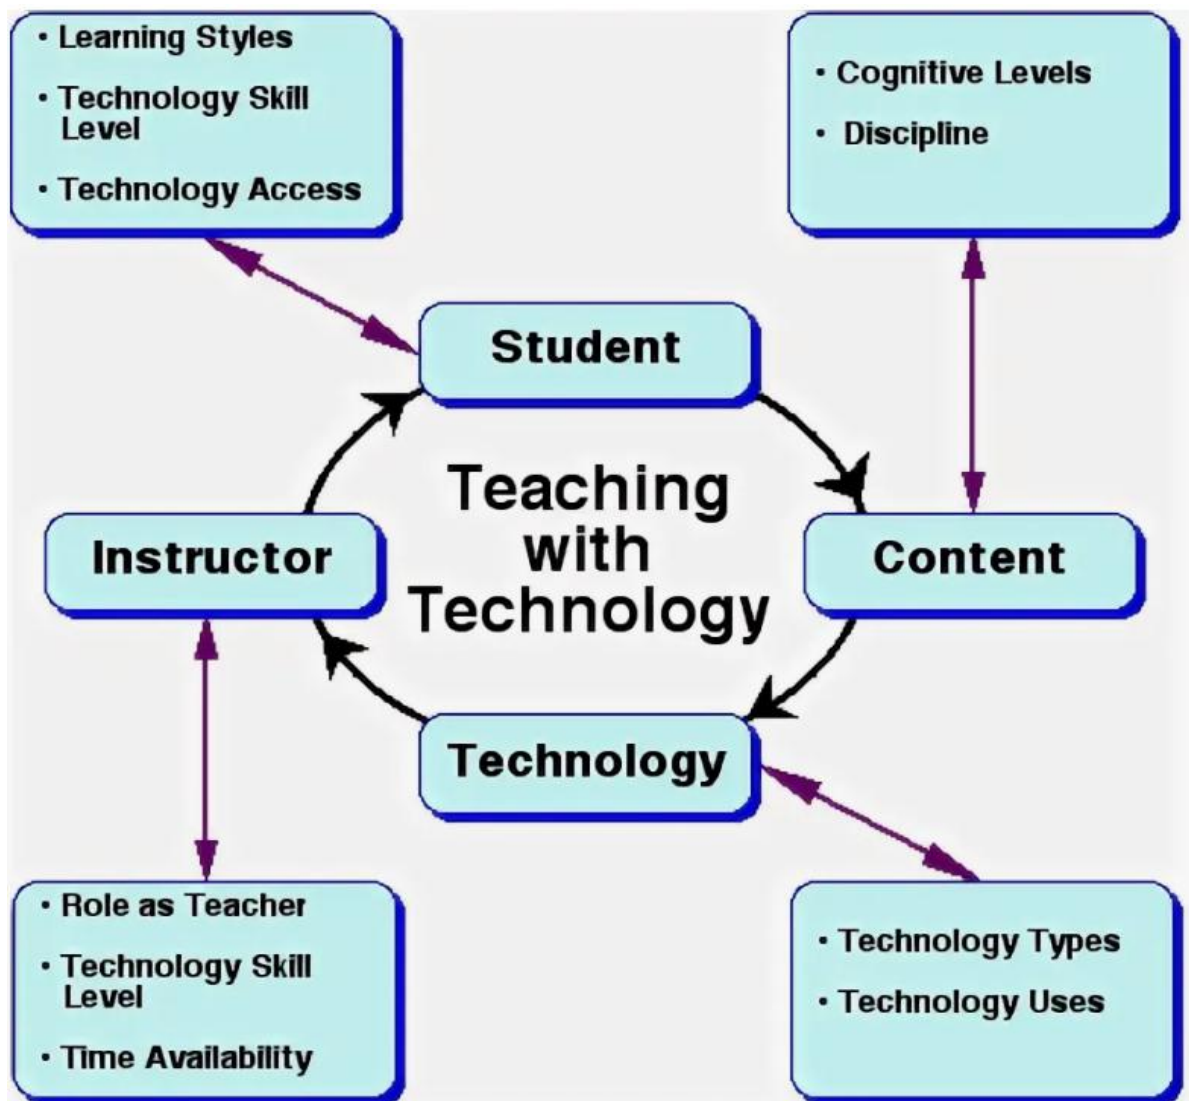 • Learning Styles
• Technology Skill
Level
• Technology Access
• Cognitive Levels
• Discipline
Student
Teaching
with
Technology
Instructor
Content
Technology
• Role as Teacher
• Technology Skill
Level
• Time Availability
• Technology Types
• Technology Uses